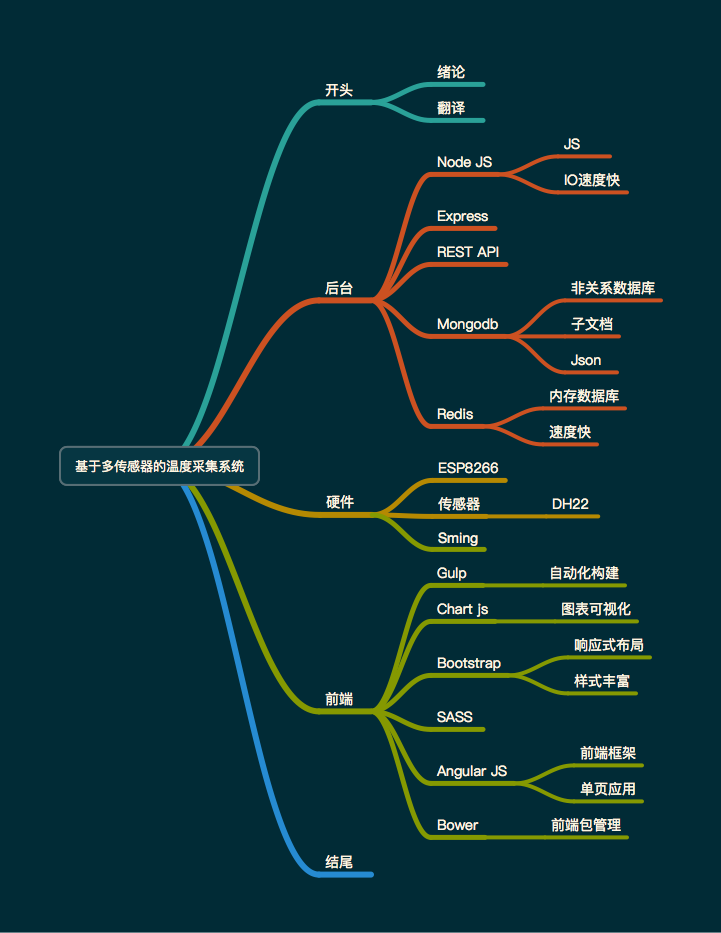 绪论
开头
翻译
JS
Node JS
IO速度快
Express
REST API
后台
非关系数据库
Mongodb
子文档
Json
内存数据库
Redis
速度快
基于多传感器的温度采集系统
ESP8266
硬件
传感器
DH22
Sming
Gulp
自动化构建
Chart js
图表可视化
响应式布局
Bootstrap
样式丰富
前端
SASS
前端框架
Angular JS
单页应用
Bower
前端包管理
结尾